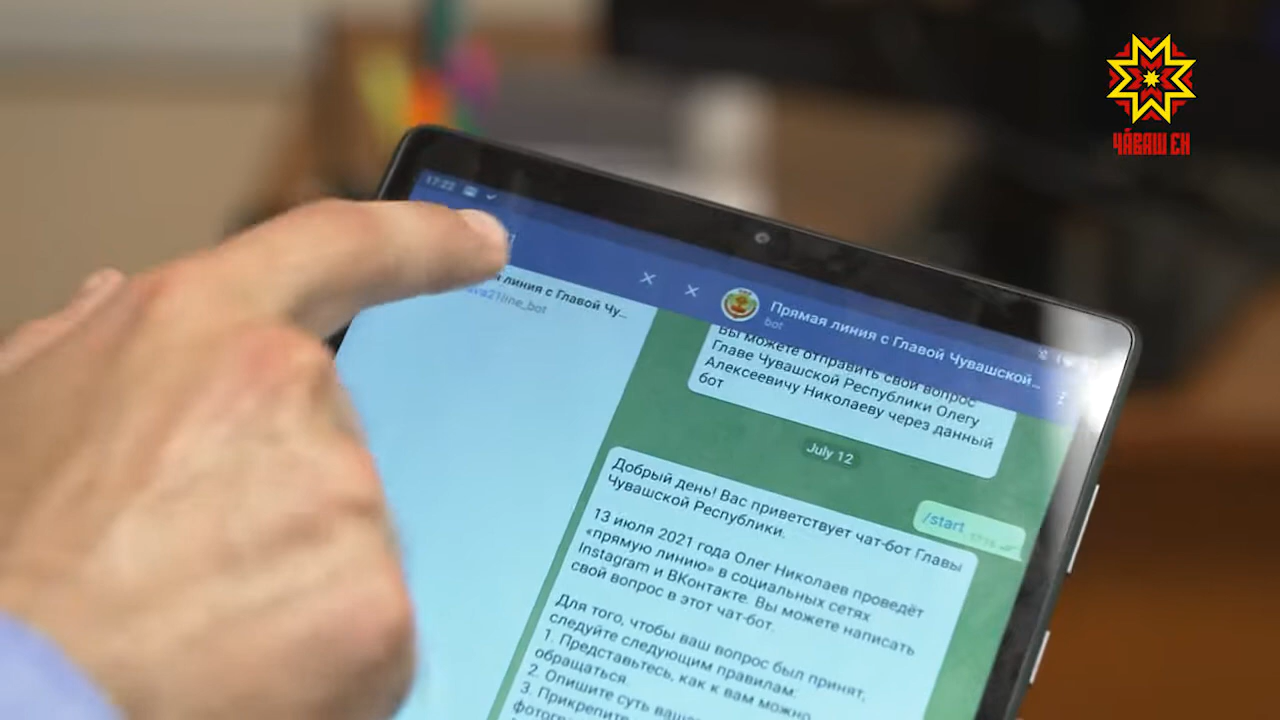 ЧӐВАШ ЕН
17:22
я линия с Главой Чу...
ava21line_bot
Прямая линия с Главой Чувашской...
bot
Вы можете отправить свой вопрос
Главе Чувашской Республики Олегу
Алексеевичу Николаеву через данный
бот
July 12
/start
Добрый день! Вас приветствует чат-бот Главы
Чувашской Республики.
13 июля 2021 года Олег Николаев проведёт
«прямую линию» в социальных сетях
Instagram и ВКонтакте. Вы можете написать
свой вопрос в этот чат-бот.
Для того, чтобы ваш вопрос был принят,
следуйте следующим правилам:
1. Представьтесь, как к вам можно
обращаться.
2. Опишите суть ваше
3. Прикрепите
фотогр